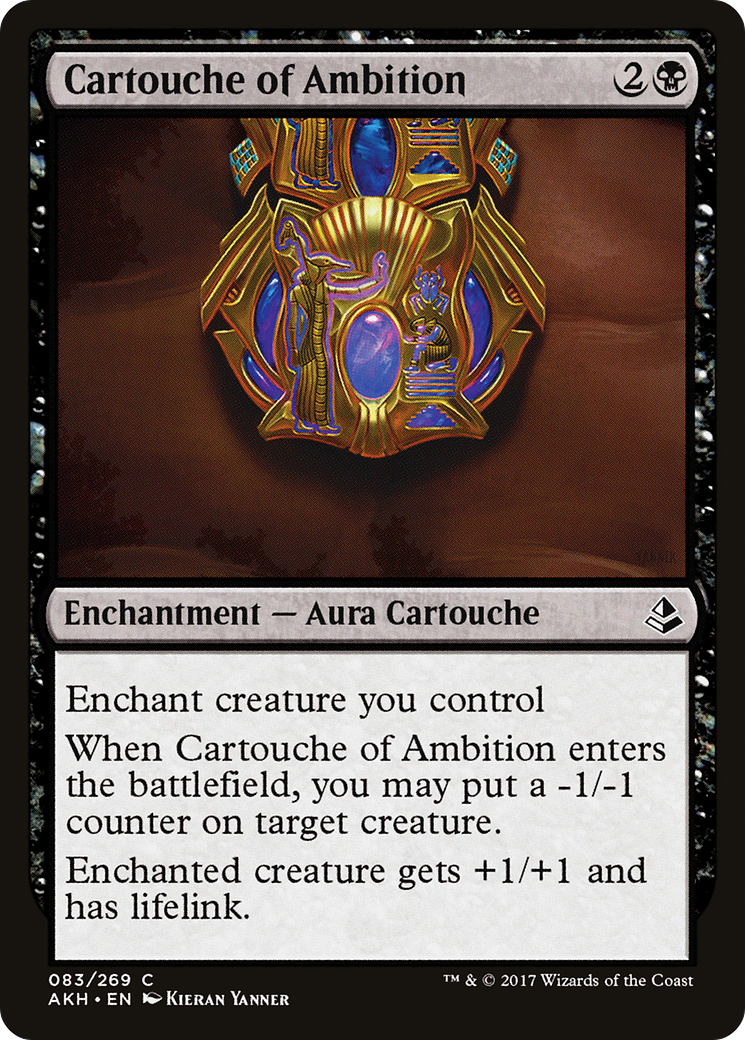 Cartouche of Ambition 2
Enchantment — Aura Cartouche
Enchant creature you control
When Cartouche of Ambition enters
the battlefield, you may put a -1/-1
counter on target creature.
Enchanted creature gets +1/+1 and
has lifelink.
083/269 C
AKH • EN Kieran Yanner
™ & © 2017 Wizards of the Coast